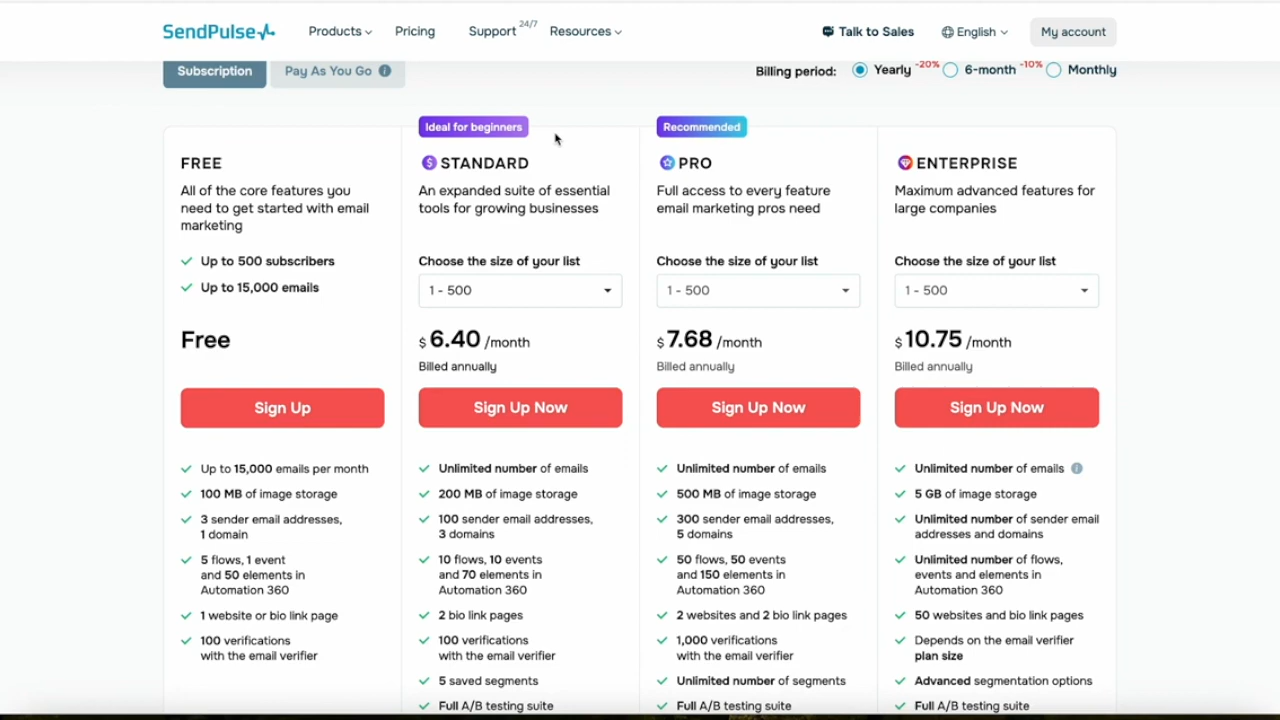 SendPulse
Products
Pricing
Support 24/7
Resources
Talk to Sales
English
My account
Subscription
Pay As You Go
Billing period:
Yearly -20%
6-month -10%
Monthly
FREE
All of the core features you
need to get started with email
marketing
Up to 500 subscribers
Up to 15,000 emails
Free
Sign Up
Up to 15,000 emails per month
100 MB of image storage
3 sender email addresses,
1 domain
5 flows, 1 event
and 50 elements in
Automation 360
1 website or bio link page
100 verifications
with the email verifier
Ideal for beginners
STANDARD
An expanded suite of essential
tools for growing businesses
Choose the size of your list
1 - 500
$ 6.40 /month
Billed annually
Sign Up Now
Unlimited number of emails
200 MB of image storage
100 sender email addresses,
3 domains
10 flows, 10 events
and 70 elements in
Automation 360
2 bio link pages
100 verifications
with the email verifier
5 saved segments
Full A/B testing suite
Recommended
PRO
Full access to every feature
email marketing pros need
Choose the size of your list
1 - 500
$ 7.68 /month
Billed annually
Sign Up Now
Unlimited number of emails
500 MB of image storage
300 sender email addresses,
5 domains
50 flows, 50 events
and 150 elements in
Automation 360
2 websites and 2 bio link pages
1,000 verifications
with the email verifier
Unlimited number of segments
Full A/B testing suite
ENTERPRISE
Maximum advanced features for
large companies
Choose the size of your list
1 - 500
$ 10.75 /month
Billed annually
Sign Up Now
Unlimited number of emails
5 GB of image storage
Unlimited number of sender email
addresses and domains
Unlimited number of flows,
events and elements in
Automation 360
50 websites and bio link pages
Depends on the email verifier
plan size
Advanced segmentation options
Full A/B testing suite